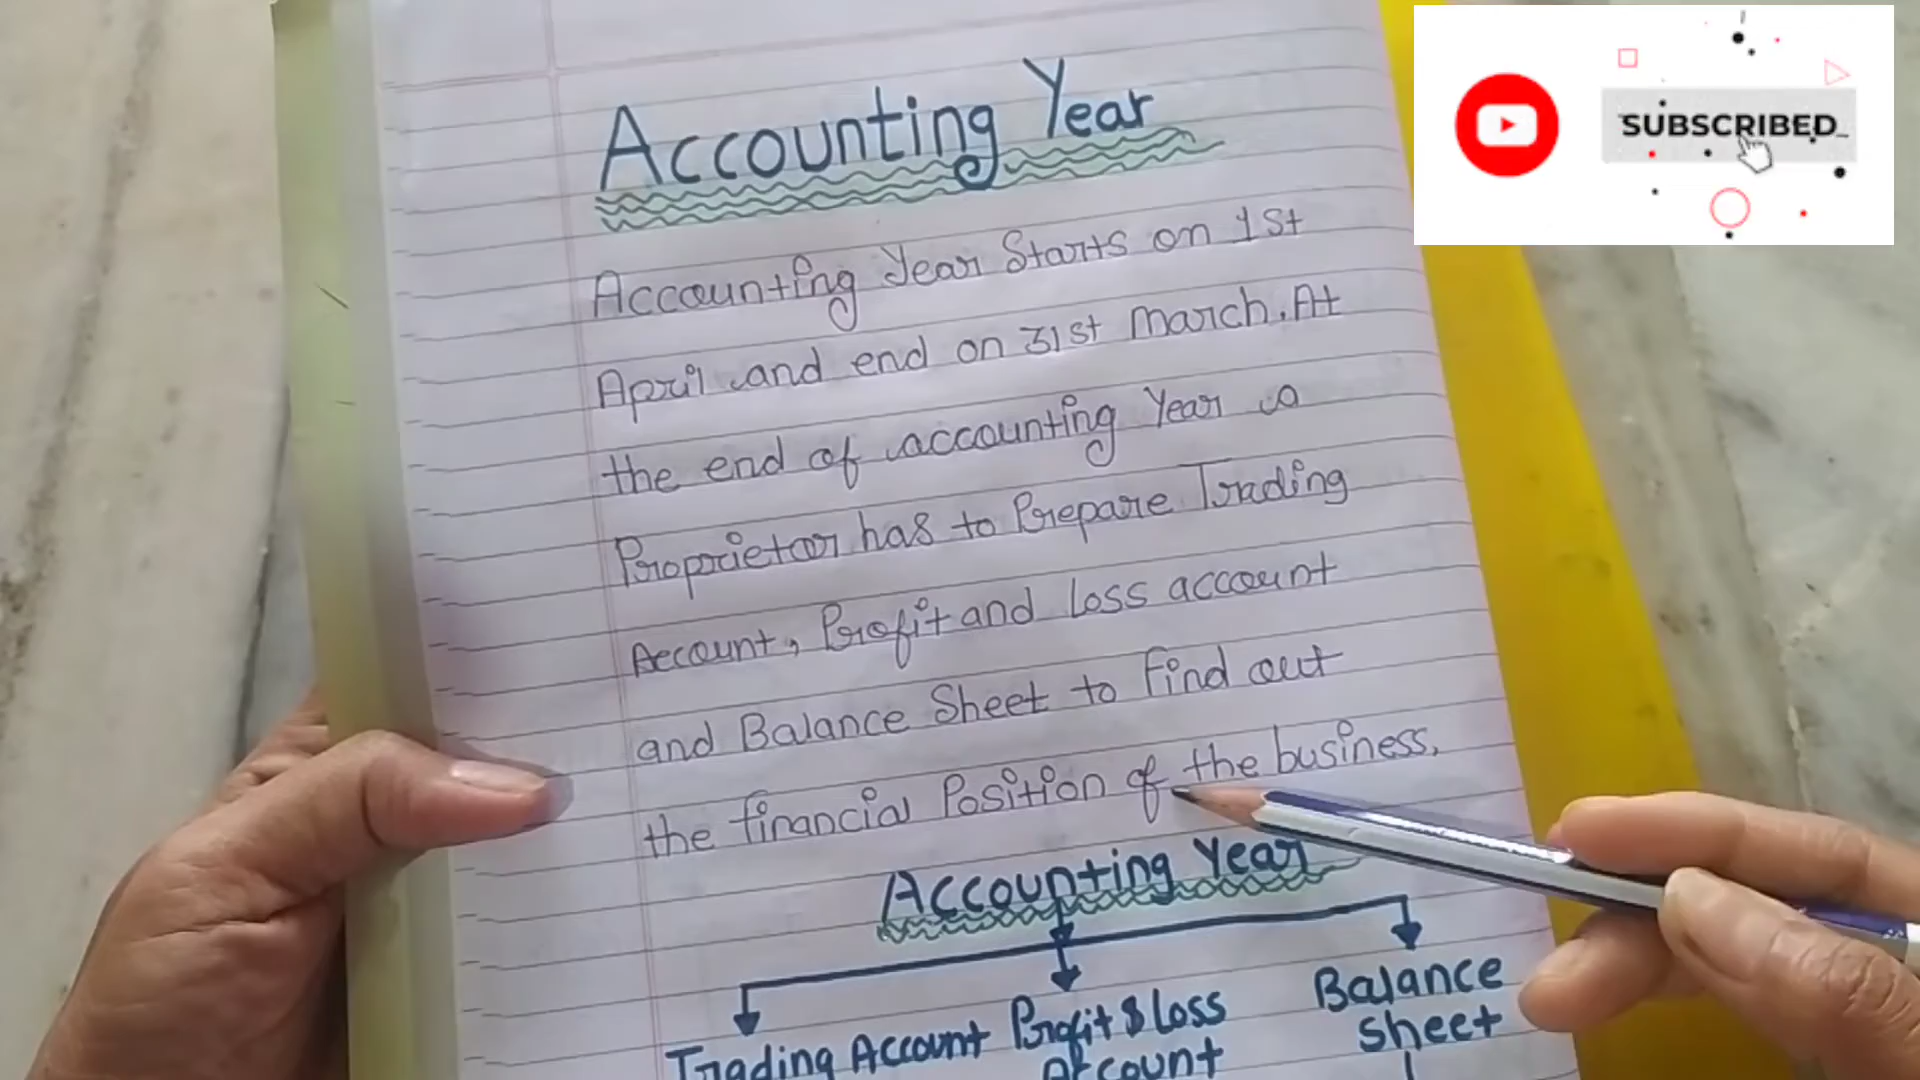 Accounting Year
SUBSCRIBED
Accounting Year Starts on 1st
April and end on 31st March. At
the end of accounting Year a
Proprietor has to Prepare Trading
Account, Profit and Loss account
and Balance Sheet to find out
the financial Position of the business.
Accounting Year
Trading Account
Profit & Loss
Account
Balance
Sheet